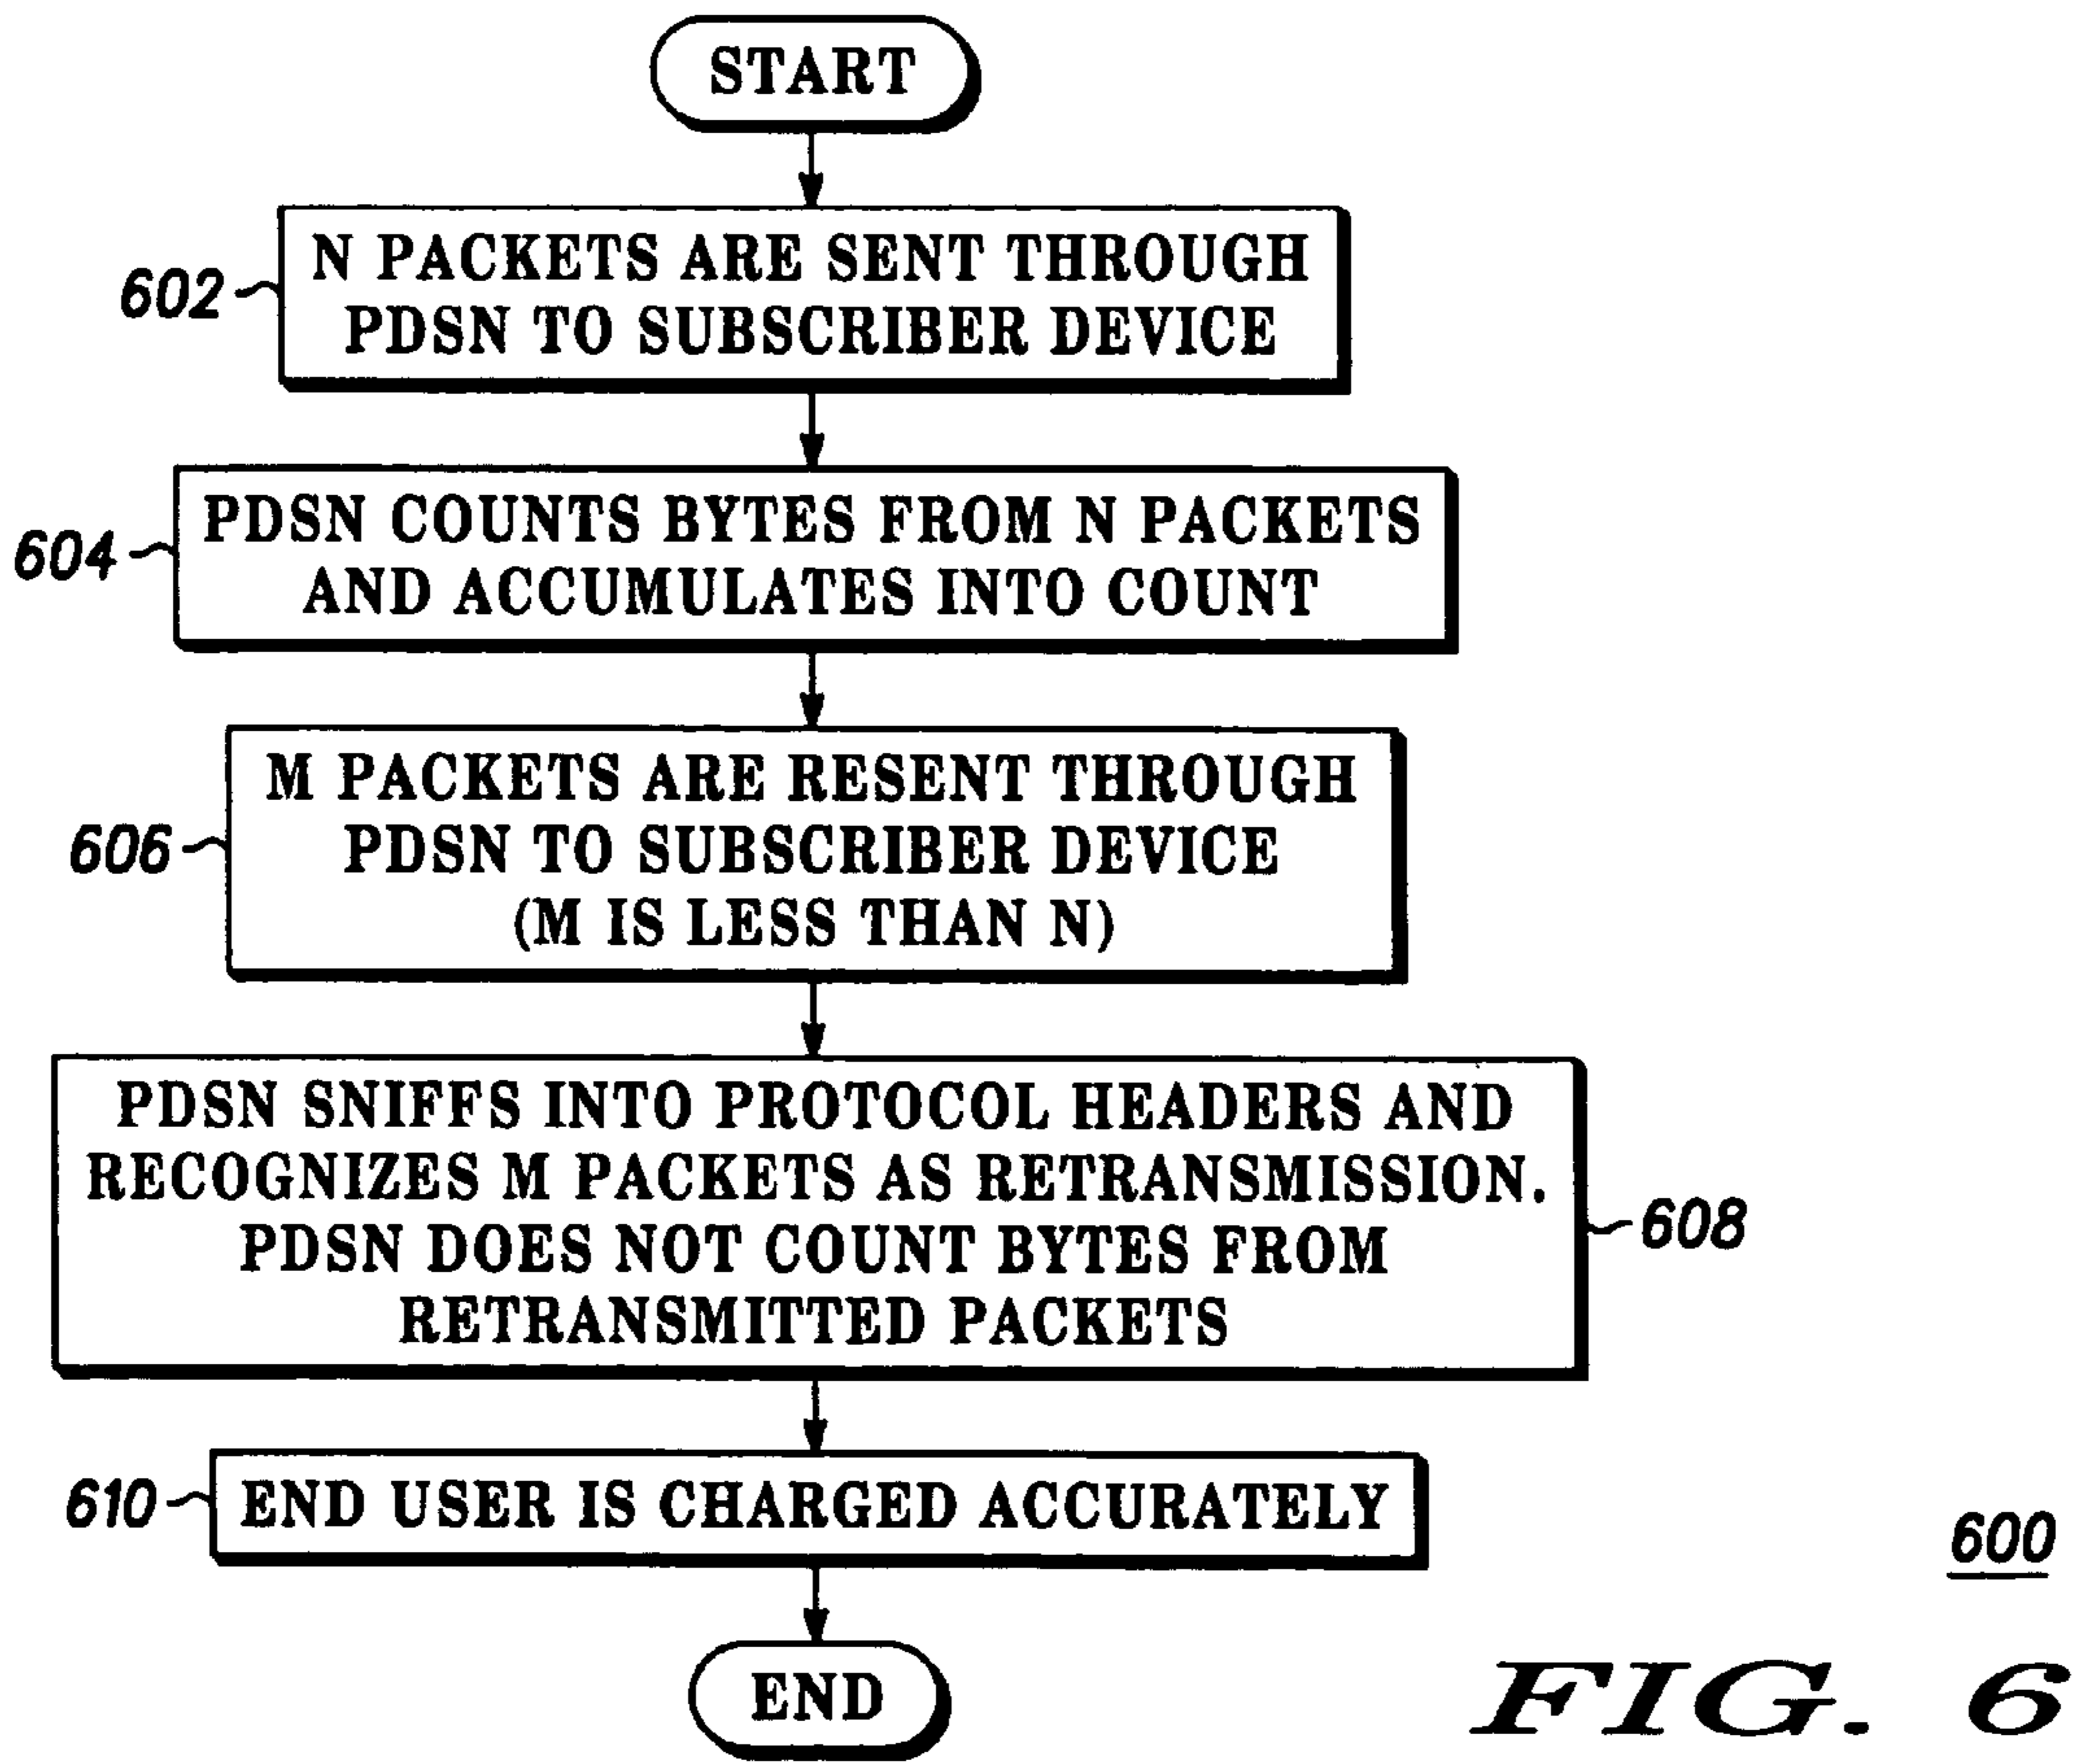 START
602
N PACKETS ARE SENT THROUGH
PDSN TO SUBSCRIBER DEVICE
604
PDSN COUNTS BYTES FROM N PACKETS
AND ACCUMULATES INTO COUNT
606
M PACKETS ARE RESENT THROUGH
PDSN TO SUBSCRIBER DEVICE
(M IS LESS THAN N)
PDSN SNIFFS INTO PROTOCOL HEADERS AND
RECOGNIZES M PACKETS AS RETRANSMISSION.
PDSN DOES NOT COUNT BYTES FROM
RETRANSMITTED PACKETS
608
610
END USER IS CHARGED ACCURATELY
END
600
FIG. 6